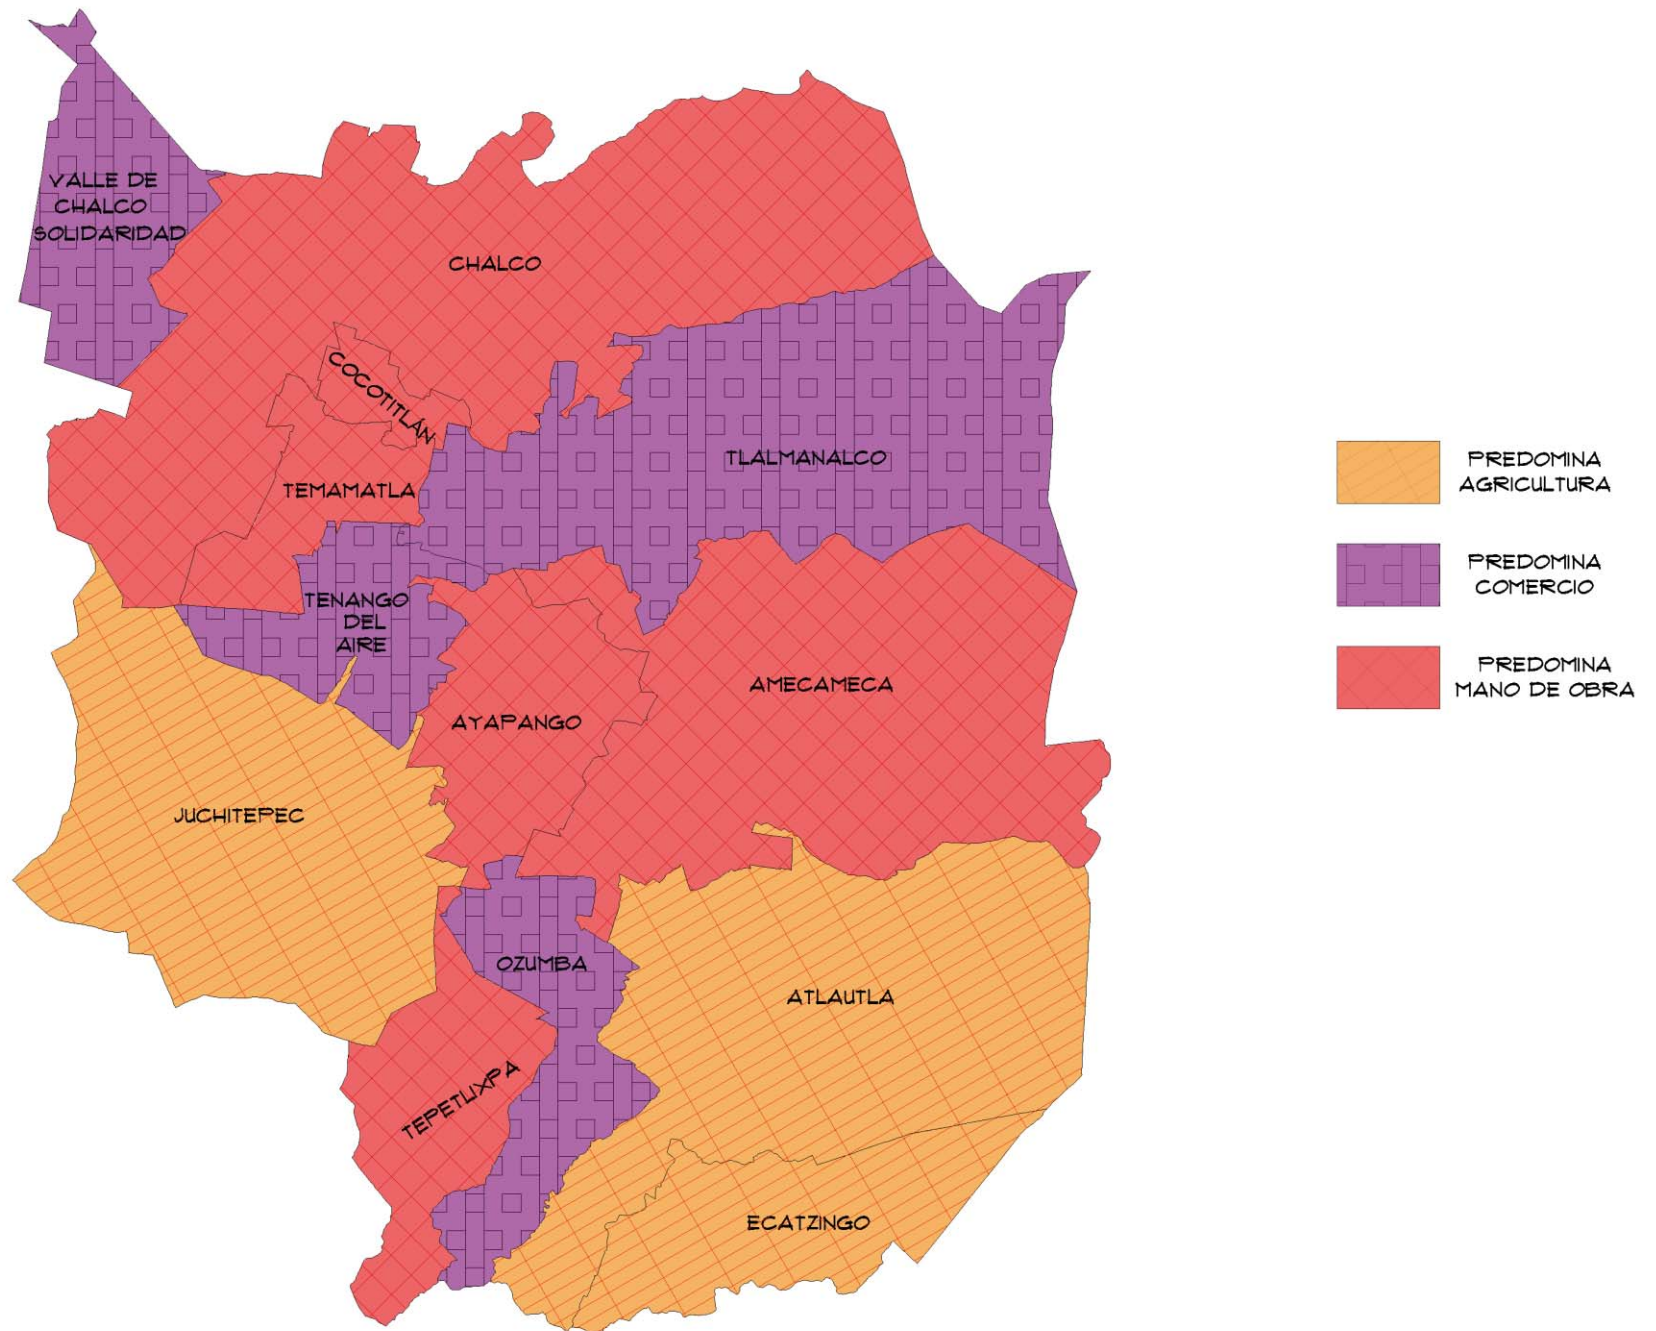 VALLE DE
CHALCO
SOLIDARIDAD
CHALCO
COCOTITLÁN
TLALMANALCO
TEMAMATLA
TENANGO
DEL
AIRE
AMECAMECA
AYAPANGO
JUCHITEPEC
OZUMBA
ATLAUTLA
TEPETLIXPA
ECATZINGO
PREDOMINA
AGRICULTURA
PREDOMINA
COMERCIO
PREDOMINA
MANO DE OBRA